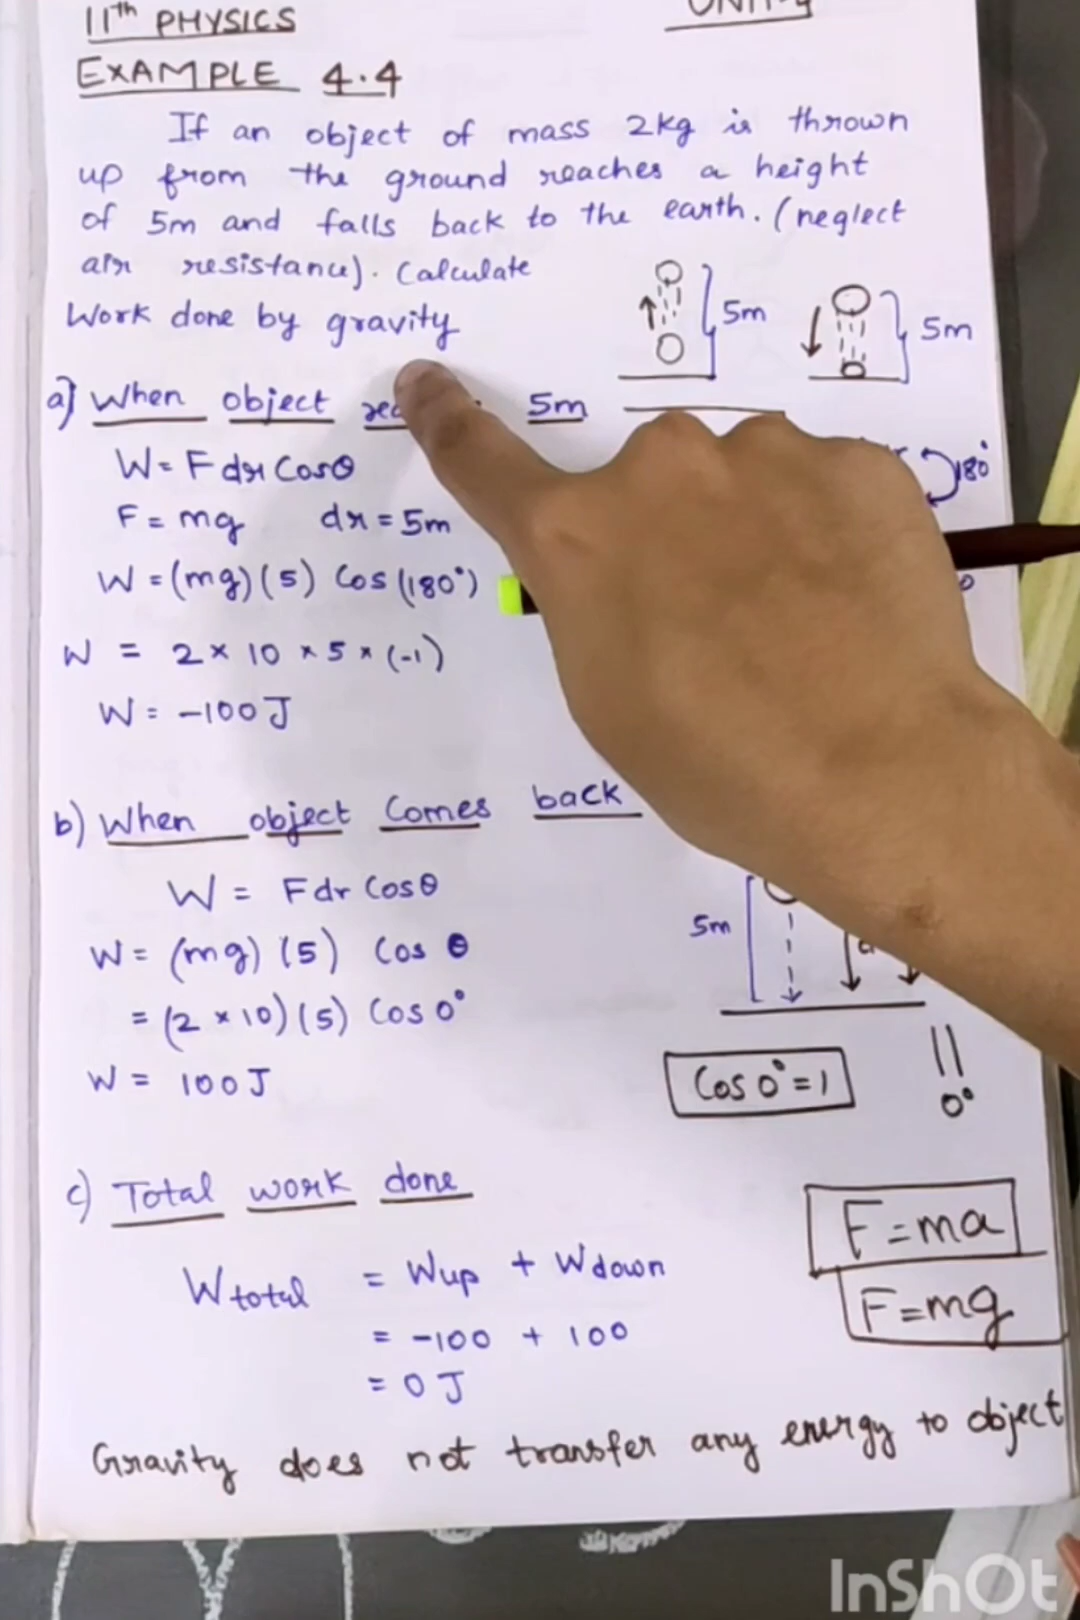 11th PHYSICS
EXAMPLE 4.4
If an object of mass 2kg is thrown
up from the ground reaches a height
of 5m and falls back to the earth. (neglect
air resistance). Calculate
Work done by gravity
5m
5m
a) When object 5m
W = F dr Cosθ
180°
F = mg dr = 5m
W = (mg) (5) Cos (180°)
W = 2 × 10 × 5 × (-1)
W = -100 J
b) When object Comes back
W = Fdr Cosθ
5m
W = (mg) (5) Cos θ
= (2 × 10) (5) Cos 0°
W = 100 J
Cos 0° = 1
0°
c) Total work done
F = ma
W total = Wup + W down
F = mg
= -100 + 100
= 0 J
Gravity does not transfer any energy to object
InShOt